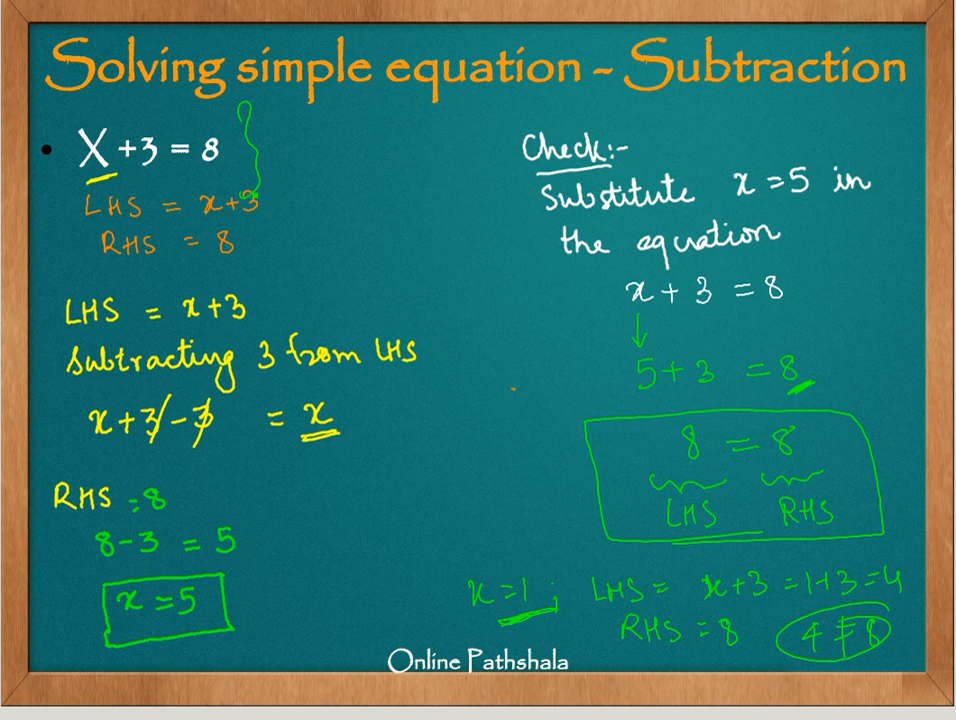 Solving simple equation - Subtraction
• X + 3 = 8
LHS = x+3
RHS = 8
LHS = x+3
Subtracting 3 from LHS
x+3-3 = x
RHS = 8
8-3 = 5
x = 5
Check:-
Substitute x = 5 in
the equation
x + 3 = 8
5 + 3 = 8
8 = 8
LHS RHS
x=1 ; LHS = x+3 = 1+3 = 4
RHS = 8 4 ≠ 8
Online Pathshala